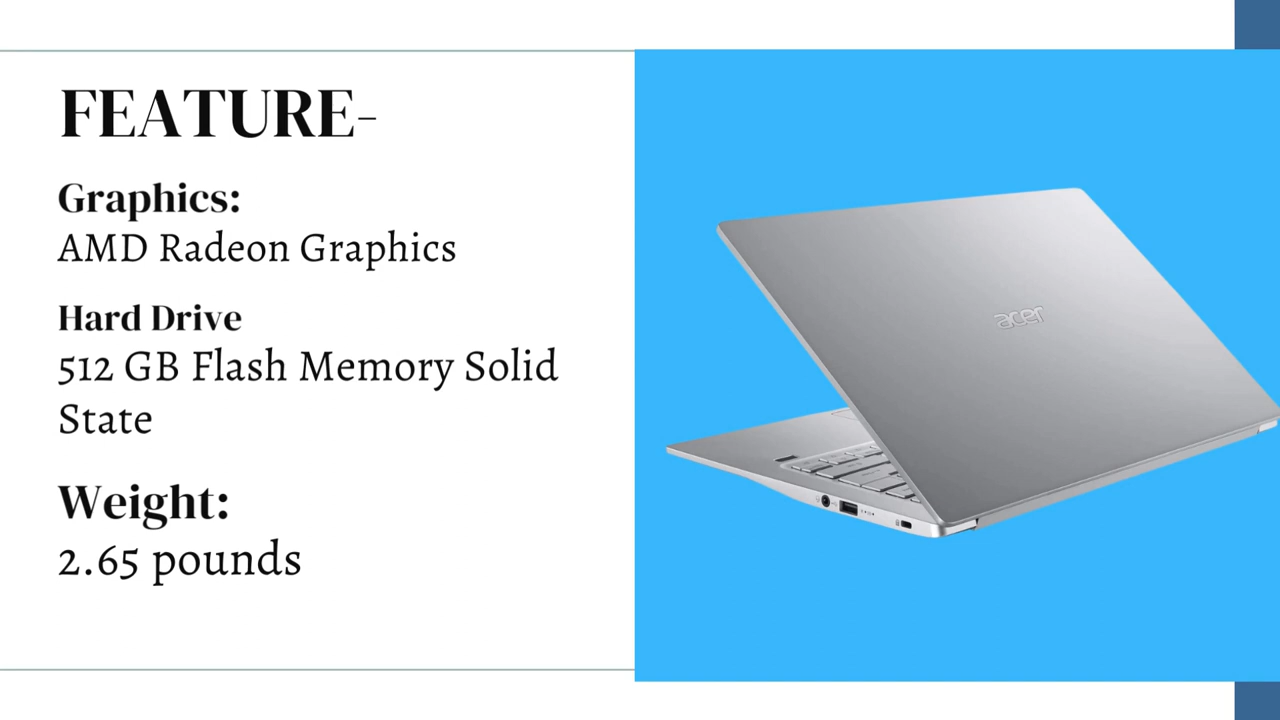 FEATURE-
Graphics:
AMD Radeon Graphics
Hard Drive
512 GB Flash Memory Solid
State
Weight:
2.65 pounds
acer